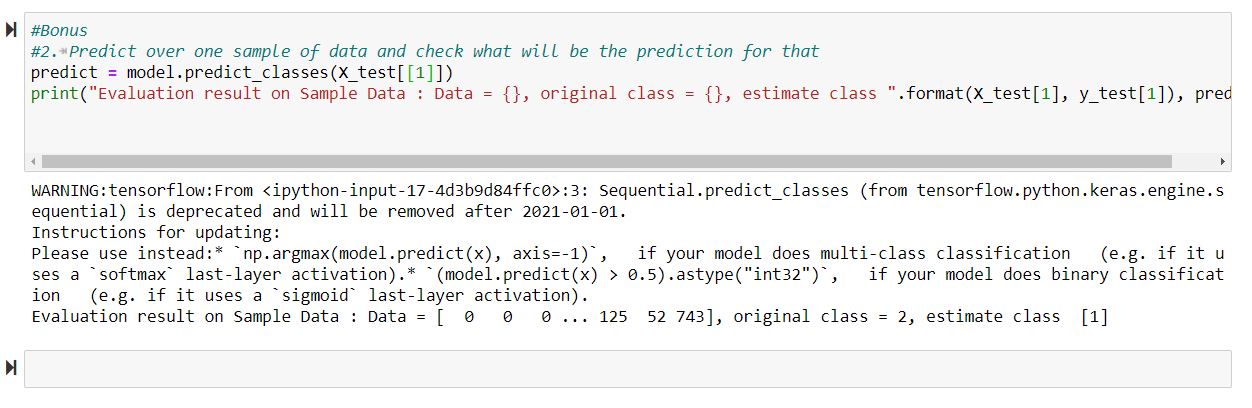 #Bonus
#2. Predict over one sample of data and check what will be the prediction for that
predict = model.predict_classes(X_test[[1]])
print("Evaluation result on Sample Data : Data = {}, original class = {}, estimate class ".format(X_test[1], y_test[1]), pred
WARNING:tensorflow:From <ipython-input-17-4d3b9d84ffc0>:3: Sequential.predict_classes (from tensorflow.python.keras.engine.s
equential) is deprecated and will be removed after 2021-01-01.
Instructions for updating:
Please use instead:* `np.argmax(model.predict(x), axis=-1)`,   if your model does multi-class classification   (e.g. if it u
ses a `softmax` last-layer activation).* `(model.predict(x) > 0.5).astype("int32")`,   if your model does binary classificat
ion   (e.g. if it uses a `sigmoid` last-layer activation).
Evaluation result on Sample Data : Data = [  0   0   0 ... 125  52 743], original class = 2, estimate class  [1]